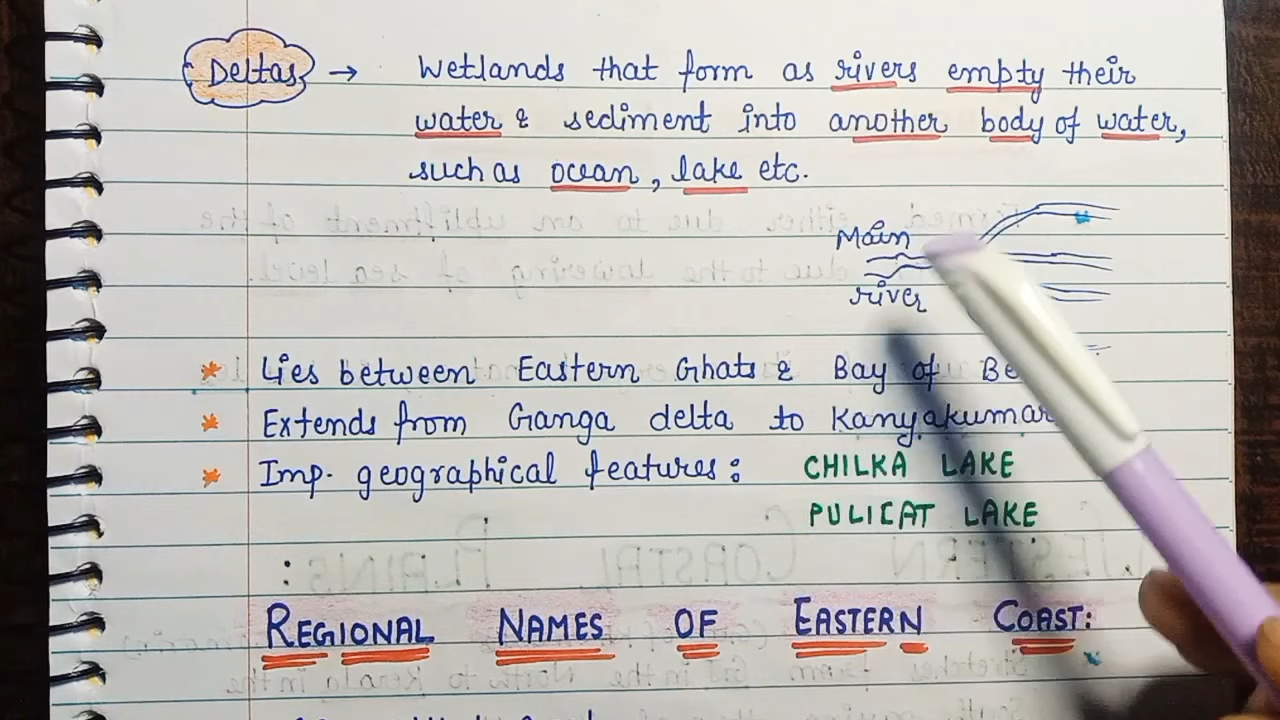 Deltas → Wetlands that form as rivers empty their
water & sediment into another body of water,
such as ocean, lake etc.
Main
river
* Lies between Eastern Ghats & Bay of Be
* Extends from Ganga delta to Kanyakumar
* Imp. geographical features : CHILKA LAKE
PULICAT LAKE
REGIONAL NAMES OF EASTERN COAST: